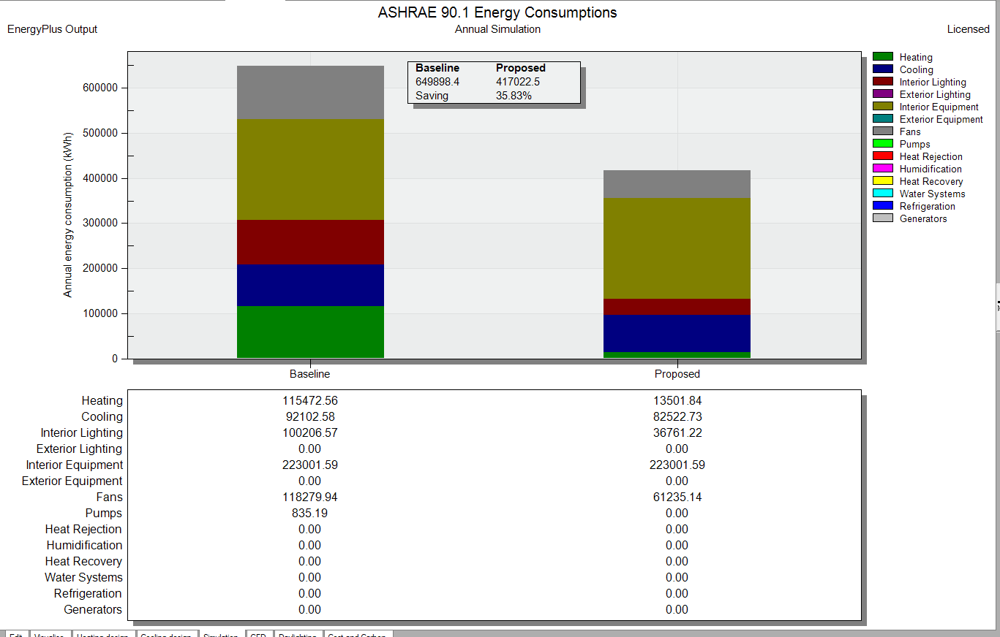 ASHRAE 90.1 Energy Consumptions
EnergyPlus Output
Annual Simulation
Licensed
Baseline Proposed
649898.4 417022.5
Saving 35.83%
Heating
Cooling
Interior Lighting
Exterior Lighting
Interior Equipment
Exterior Equipment
Fans
Pumps
Heat Rejection
Humidification
Heat Recovery
Water Systems
Refrigeration
Generators
Annual energy consumption (kWh)
600000
500000
400000
300000
200000
100000
0
Baseline Proposed
Heating 115472.56 13501.84
Cooling 92102.58 82522.73
Interior Lighting 100206.57 36761.22
Exterior Lighting 0.00 0.00
Interior Equipment 223001.59 223001.59
Exterior Equipment 0.00 0.00
Fans 118279.94 61235.14
Pumps 835.19 0.00
Heat Rejection 0.00 0.00
Humidification 0.00 0.00
Heat Recovery 0.00 0.00
Water Systems 0.00 0.00
Refrigeration 0.00 0.00
Generators 0.00 0.00
Edit Visualise Heating design Cooling design Simulation CFD Daylighting Cost and Carbon